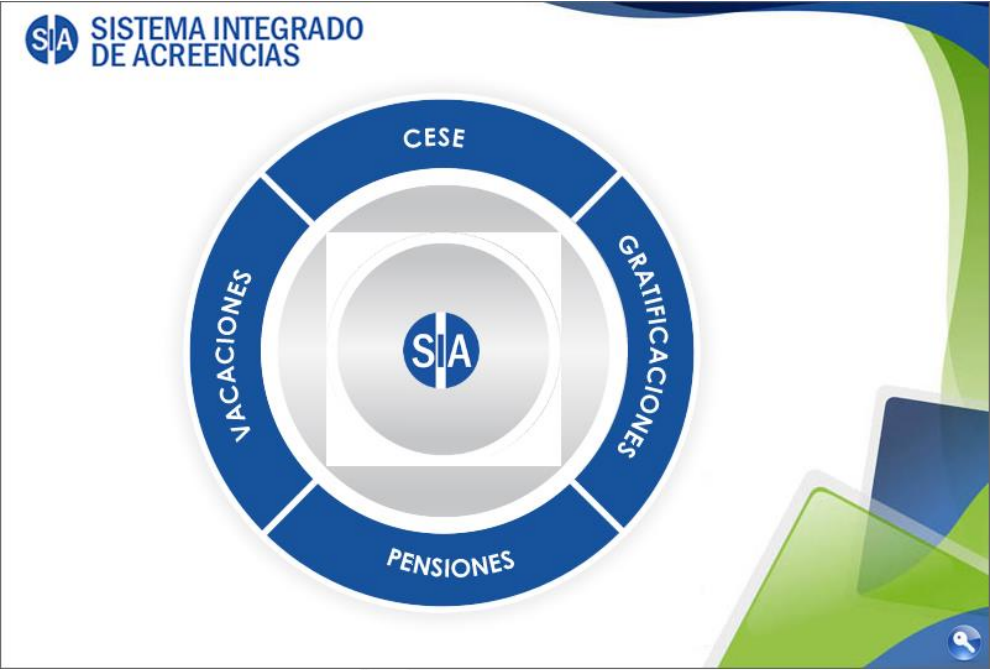 SIA
SISTEMA INTEGRADO
DE ACREENCIAS
CESE
VACACIONES
GRATIFICACIONES
SIA
PENSIONES